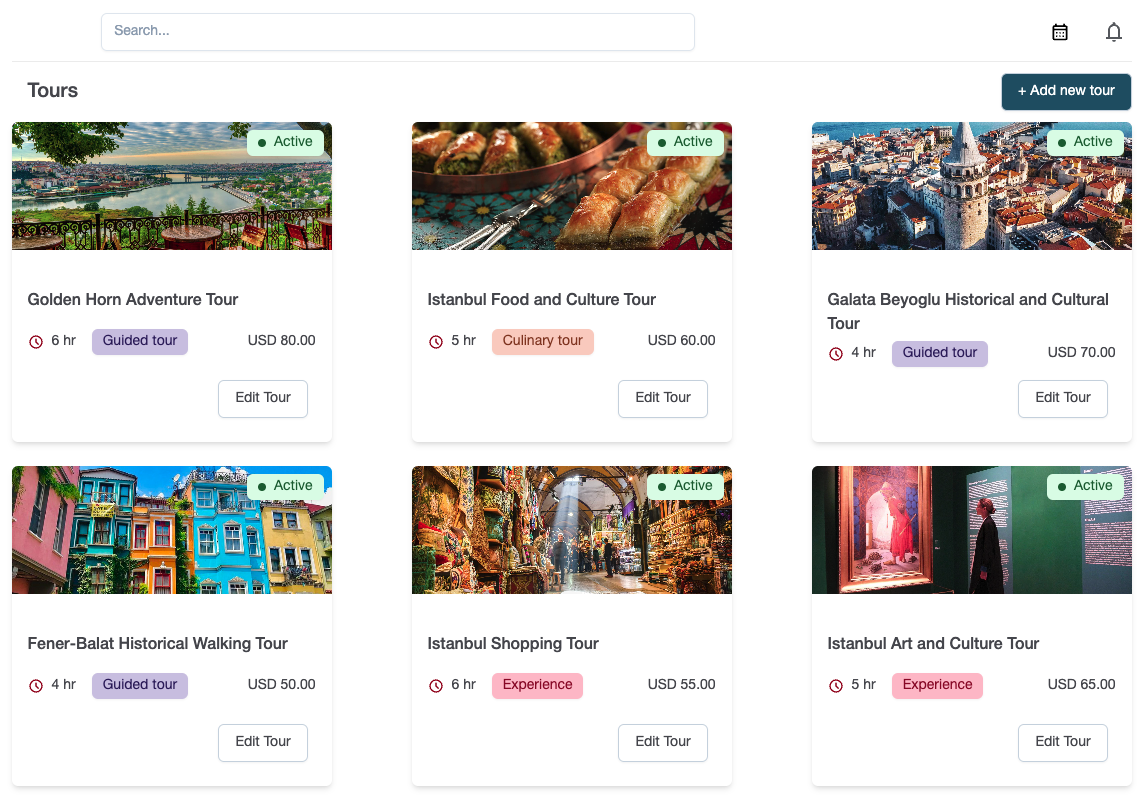 Search...
Tours
+ Add new tour
Active
Active
Active
Golden Horn Adventure Tour
6 hr
Guided tour
USD 80.00
Edit Tour
Istanbul Food and Culture Tour
5 hr
Culinary tour
USD 60.00
Edit Tour
Galata Beyoglu Historical and Cultural
Tour
4 hr
Guided tour
USD 70.00
Edit Tour
Active
Active
Active
Fener-Balat Historical Walking Tour
4 hr
Guided tour
USD 50.00
Edit Tour
Istanbul Shopping Tour
6 hr
Experience
USD 55.00
Edit Tour
Istanbul Art and Culture Tour
5 hr
Experience
USD 65.00
Edit Tour